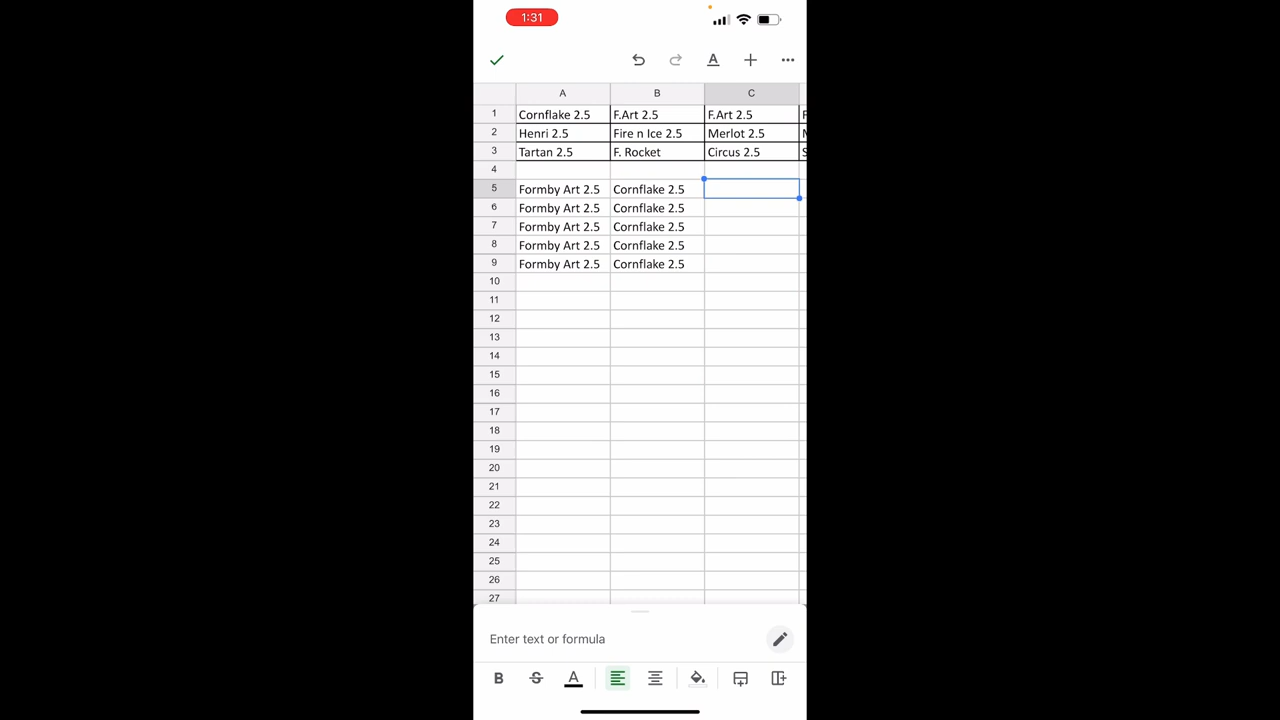 1:31
A B C
1 Cornflake 2.5 F.Art 2.5 F.Art 2.5
2 Henri 2.5 Fire n Ice 2.5 Merlot 2.5
3 Tartan 2.5 F. Rocket Circus 2.5
4
5 Formby Art 2.5 Cornflake 2.5
6 Formby Art 2.5 Cornflake 2.5
7 Formby Art 2.5 Cornflake 2.5
8 Formby Art 2.5 Cornflake 2.5
9 Formby Art 2.5 Cornflake 2.5
10
11
12
13
14
15
16
17
18
19
20
21
22
23
24
25
26
27
Enter text or formula
B S A